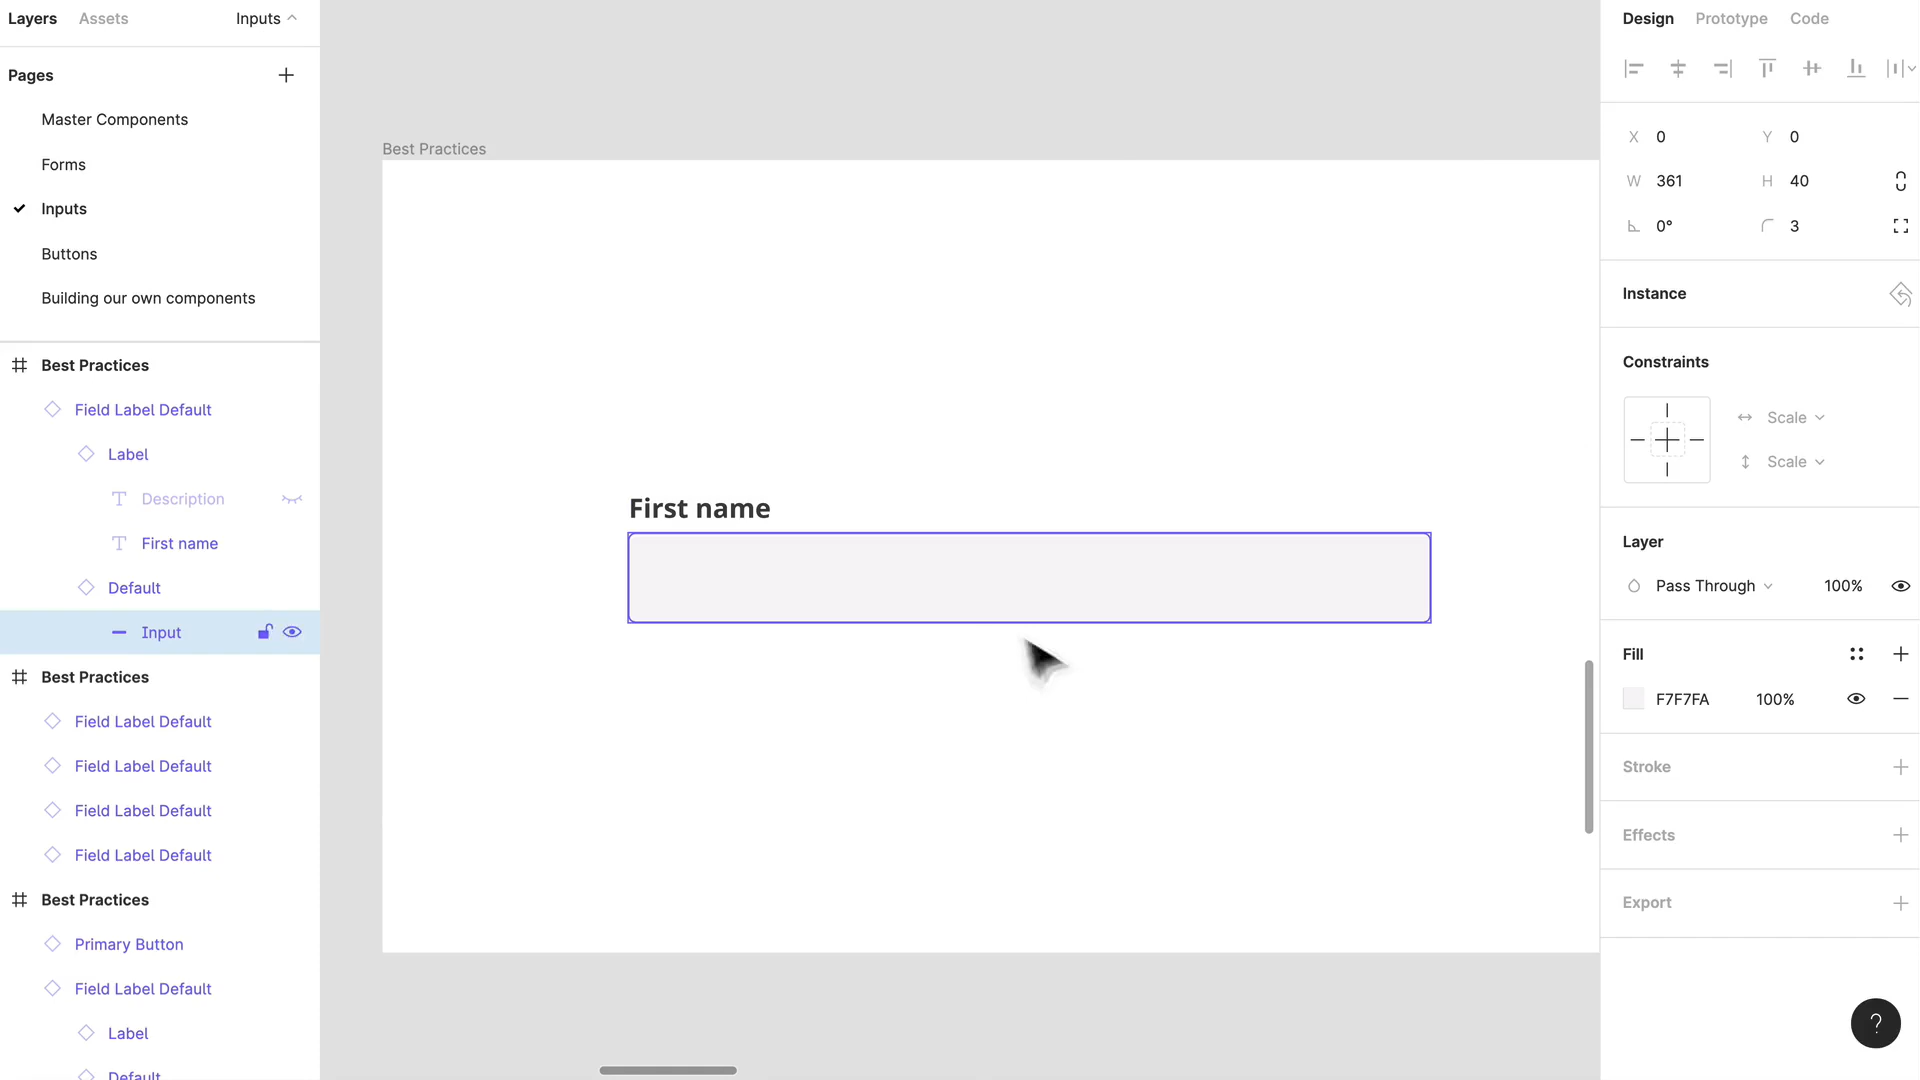 Layers Assets Inputs
Pages
Master Components
Forms
Inputs
Buttons
Building our own components
Best Practices
Field Label Default
Label
Description
First name
Default
Input
Best Practices
Field Label Default
Field Label Default
Field Label Default
Field Label Default
Best Practices
Primary Button
Field Label Default
Label
Default
Best Practices
First name
Design Prototype Code
X 0 Y 0
W 361 H 40
0° 3
Instance
Constraints
Scale
Scale
Layer
Pass Through 100%
Fill
F7F7FA 100%
Stroke
Effects
Export
?